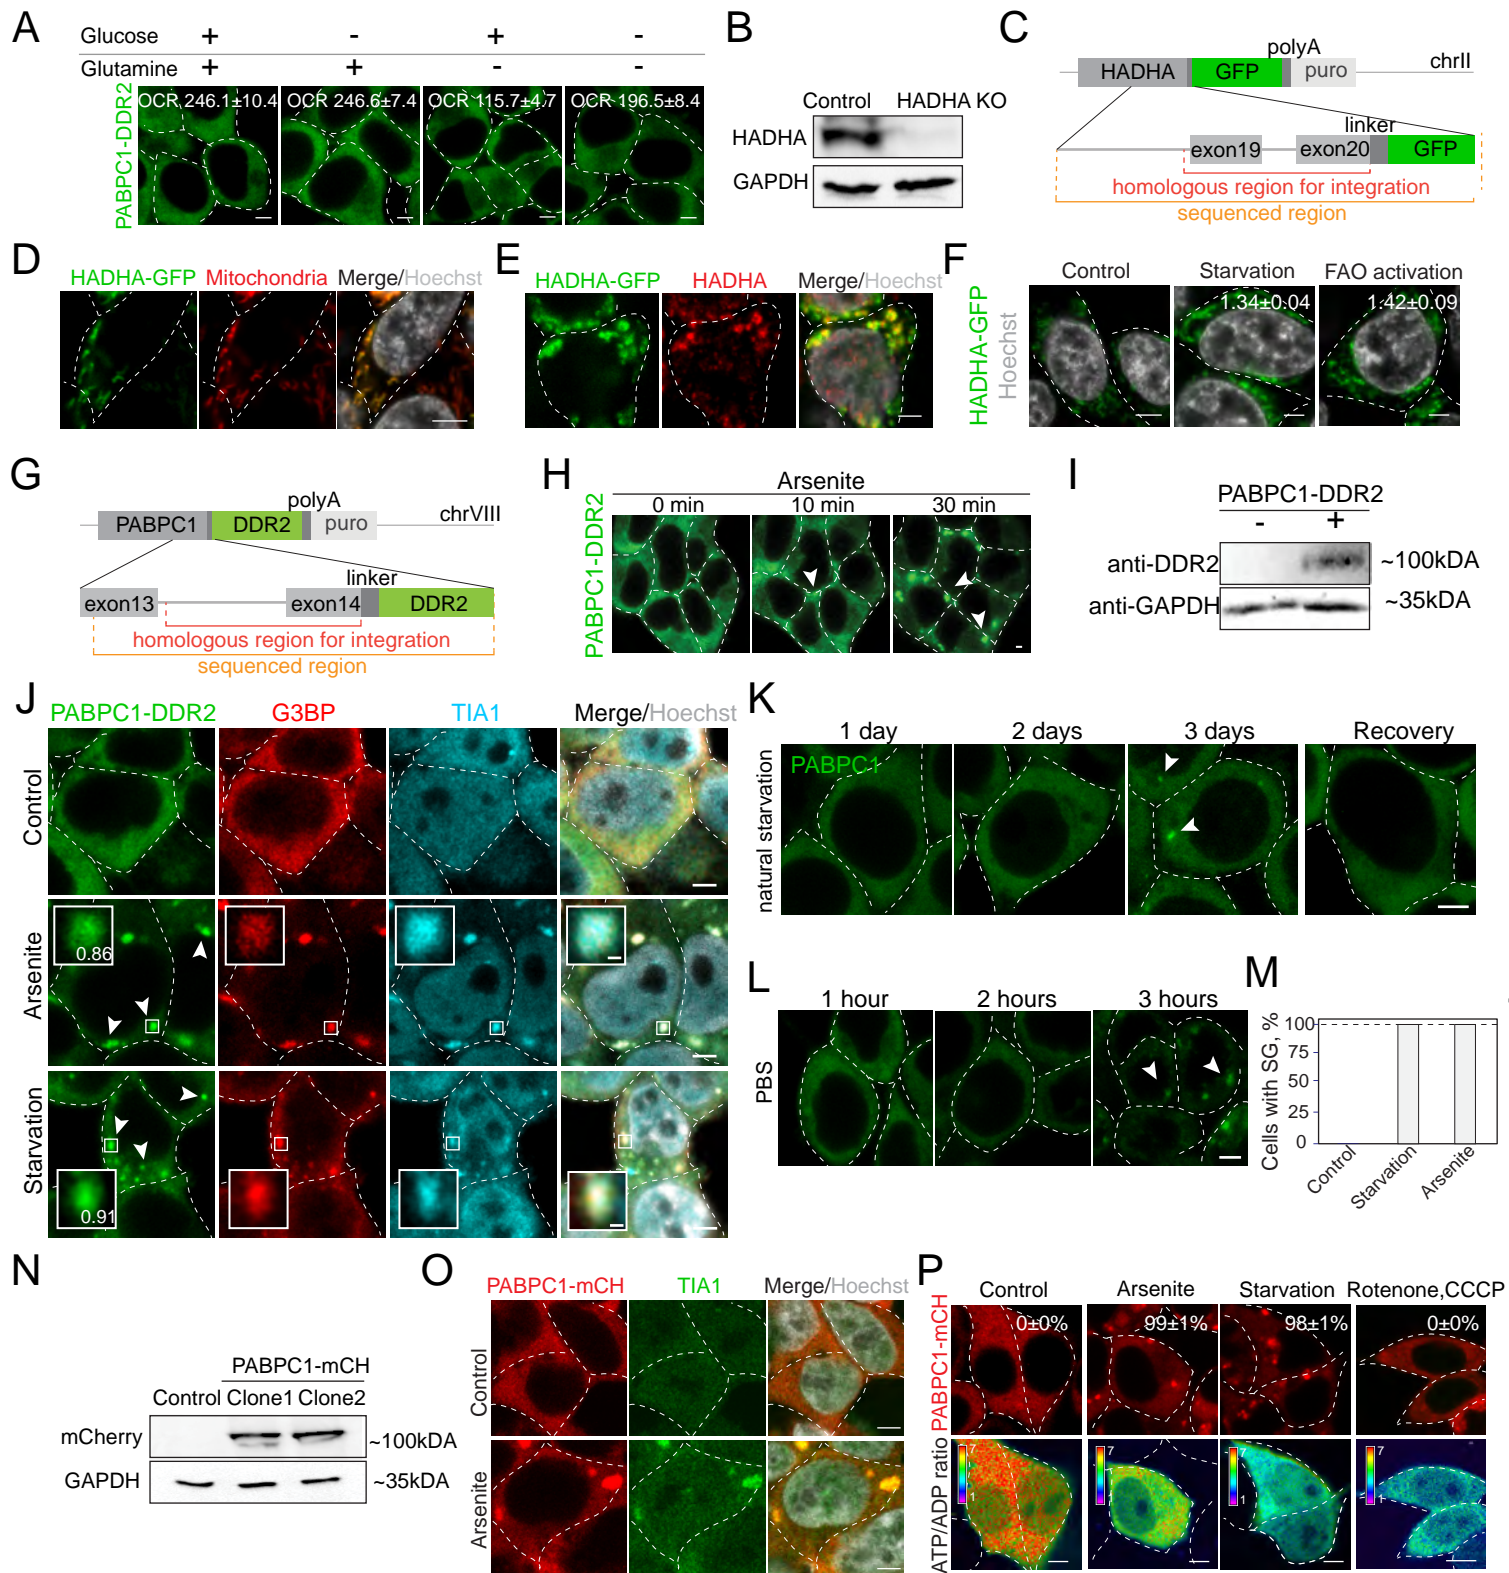 A
Glucose + - + -
Glutamine + + - -
PABPC1-DDR2
OCR 246.1±10.4 OCR 246.6±7.4 OCR 115.7±4.7 OCR 196.5±8.4
B
Control HADHA KO
HADHA
GAPDH
C
polyA
HADHA GFP puro chrII
linker
exon19 exon20 GFP
homologous region for integration
sequenced region
D
HADHA-GFP Mitochondria Merge/Hoechst
E
HADHA-GFP HADHA Merge/Hoechst
F
Control Starvation FAO activation
1.34±0.04 1.42±0.09
HADHA-GFP
Hoechst
G
polyA
PABPC1 DDR2 puro chrVIII
linker
exon13 exon14 DDR2
homologous region for integration
sequenced region
H
Arsenite
0 min 10 min 30 min
PABPC1-DDR2
I
PABPC1-DDR2
- +
anti-DDR2 ~100kDA
anti-GAPDH ~35kDA
J
PABPC1-DDR2 G3BP TIA1 Merge/Hoechst
Control
Arsenite
0.86
Starvation
0.91
K
1 day 2 days 3 days Recovery
PABPC1
natural starvation
L
1 hour 2 hours 3 hours
PBS
M
Cells with SG, %
100
75
50
25
0
Control
Starvation
Arsenite
N
PABPC1-mCH
Control Clone1 Clone2
mCherry ~100kDA
GAPDH ~35kDA
O
PABPC1-mCH TIA1 Merge/Hoechst
Control
Arsenite
P
Control Arsenite Starvation Rotenone,CCCP
PABPC1-mCH
0±0% 99±1% 98±1% 0±0%
ATP/ADP ratio
7 7 7 7
1 1 1 1